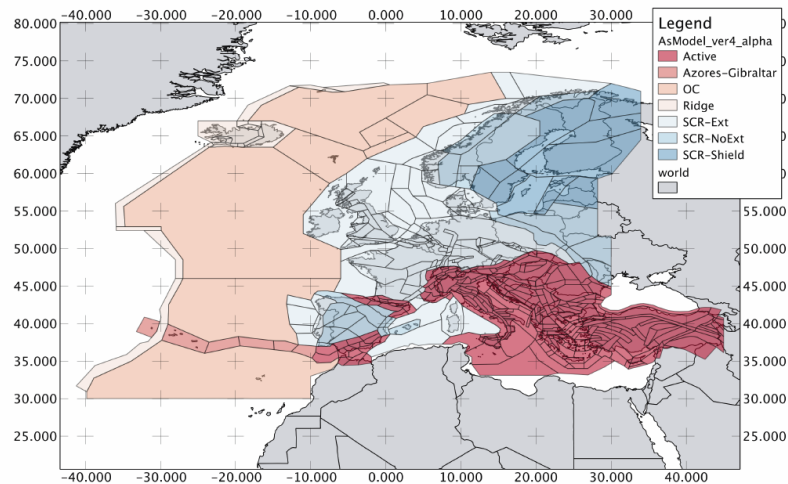 -40.000 -30.000 -20.000 -10.000 0.000 10.000 20.000 30.000
80.000
75.000
70.000
65.000
60.000
55.000 55.000
50.000 50.000
45.000 45.000
40.000 40.000
35.000 35.000
30.000 30.000
25.000 25.000
-40.000 -30.000 -20.000 -10.000 0.000 10.000 20.000 30.000 40.000
Legend
AsModel_ver4_alpha
Active
Azores-Gibraltar
OC
Ridge
SCR-Ext
SCR-NoExt
SCR-Shield
world